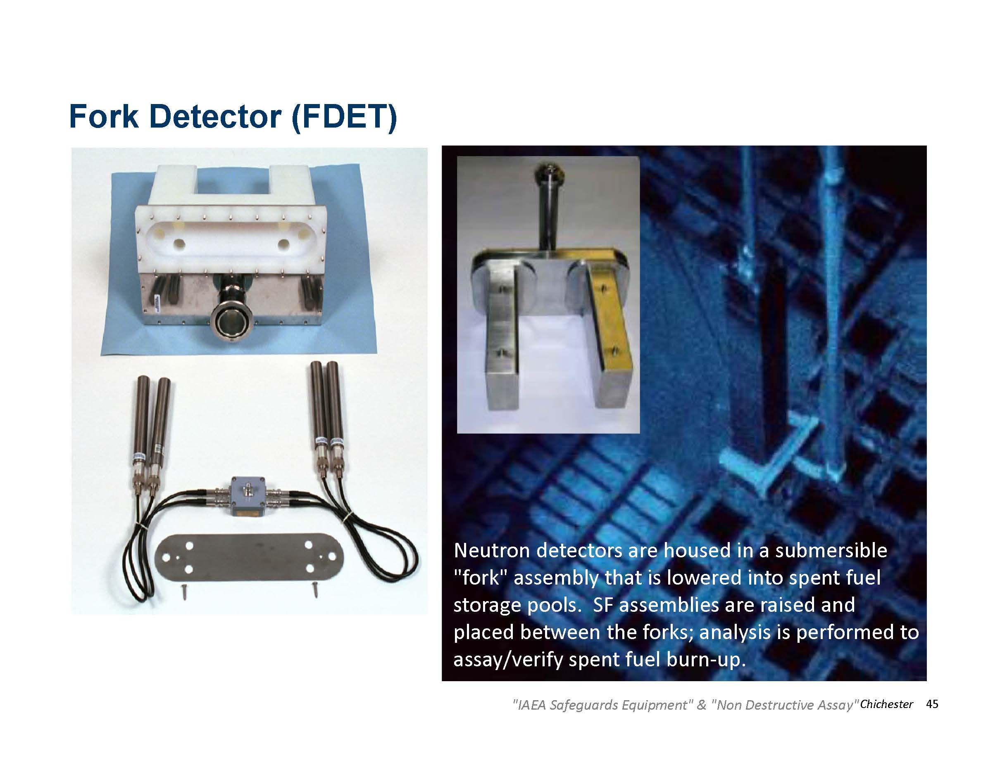 Fork Detector (FDET)
Neutron detectors are housed in a submersible
"fork" assembly that is lowered into spent fuel
storage pools.  SF assemblies are raised and
placed between the forks; analysis is performed to
assay/verify spent fuel burn-up.
"IAEA Safeguards Equipment" & "Non Destructive Assay" Chichester 45